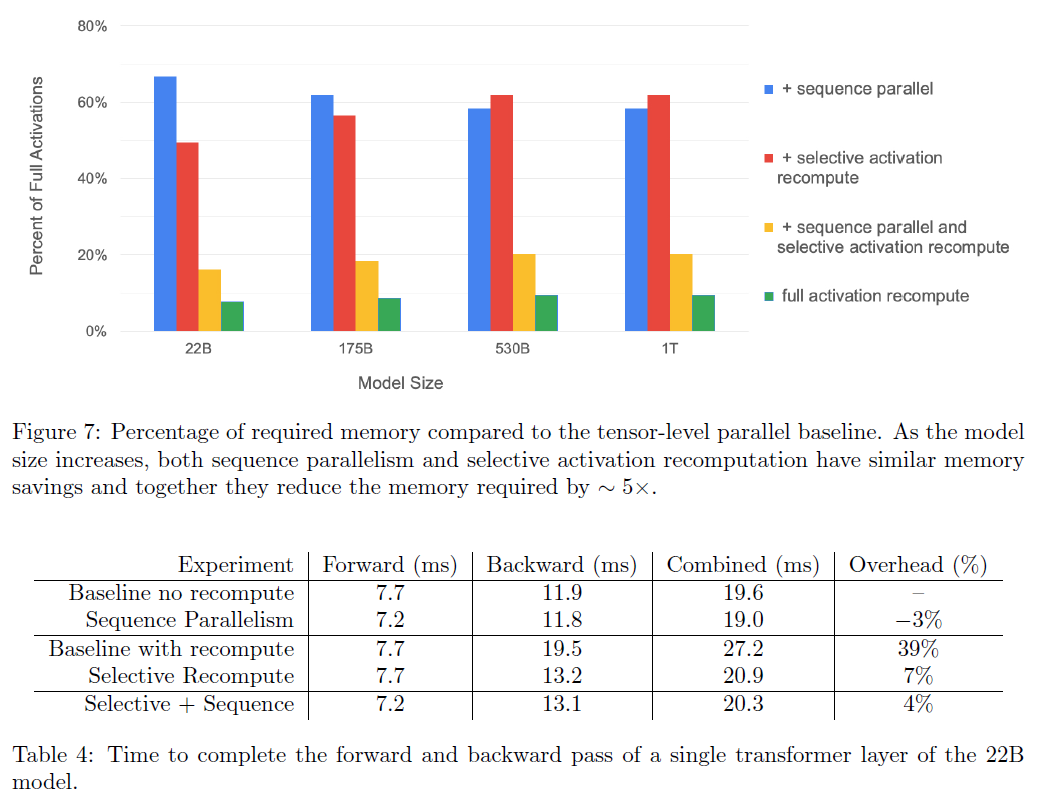 80%
60%
40%
20%
0%
Percent of Full Activations
22B
175B
530B
1T
Model Size
+ sequence parallel
+ selective activation
recompute
+ sequence parallel and
selective activation recompute
full activation recompute
Figure 7: Percentage of required memory compared to the tensor-level parallel baseline. As the model
size increases, both sequence parallelism and selective activation recomputation have similar memory
savings and together they reduce the memory required by ∼ 5×.
Experiment Forward (ms) Backward (ms) Combined (ms) Overhead (%)
Baseline no recompute 7.7 11.9 19.6 –
Sequence Parallelism 7.2 11.8 19.0 −3%
Baseline with recompute 7.7 19.5 27.2 39%
Selective Recompute 7.7 13.2 20.9 7%
Selective + Sequence 7.2 13.1 20.3 4%
Table 4: Time to complete the forward and backward pass of a single transformer layer of the 22B
model.